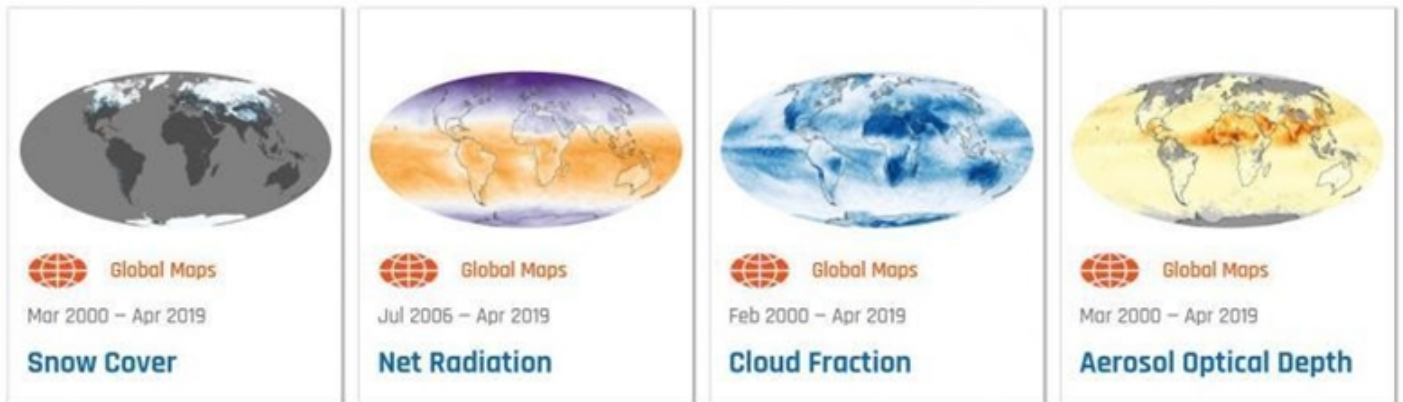 Global Maps
Mar 2000 – Apr 2019
Snow Cover
Global Maps
Jul 2006 – Apr 2019
Net Radiation
Global Maps
Feb 2000 – Apr 2019
Cloud Fraction
Global Maps
Mar 2000 – Apr 2019
Aerosol Optical Depth